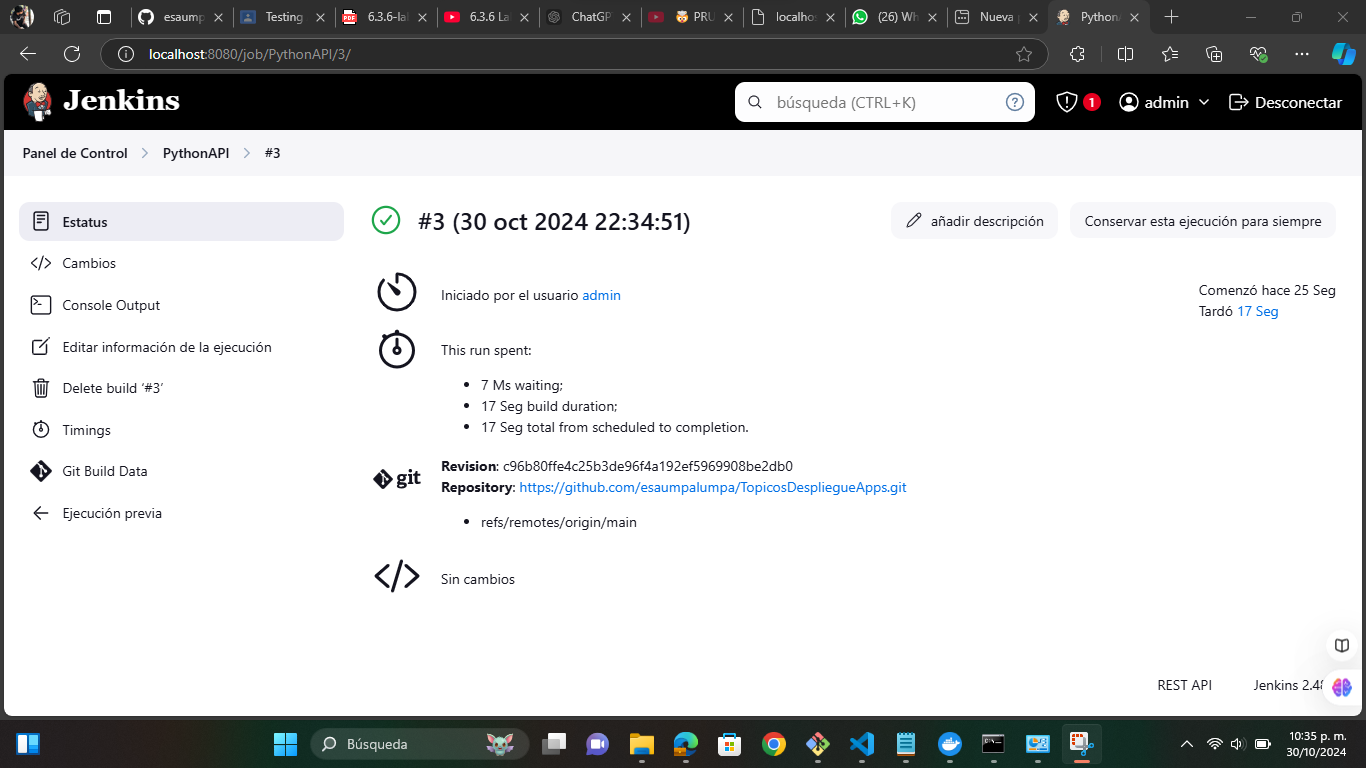 esaump
Testing
PDF
6.3.6-lal
6.3.6 La
ChatGP
PRU
localhos
(26) Wh
Nueva
Python
localhost:8080/job/PythonAPI/3/
Jenkins
búsqueda (CTRL+K)
1
admin
Desconectar
Panel de Control
PythonAPI
#3
Estatus
Cambios
Console Output
Editar información de la ejecución
Delete build ‘#3’
Timings
Git Build Data
Ejecución previa
#3 (30 oct 2024 22:34:51)
añadir descripción
Conservar esta ejecución para siempre
Iniciado por el usuario admin
Comenzó hace 25 Seg
Tardó 17 Seg
This run spent:
7 Ms waiting;
17 Seg build duration;
17 Seg total from scheduled to completion.
git
Revision: c96b80ffe4c25b3de96f4a192ef5969908be2db0
Repository: https://github.com/esaumpalumpa/TopicosDespliegueApps.git
refs/remotes/origin/main
Sin cambios
REST API
Jenkins 2.48
Búsqueda
10:35 p. m.
30/10/2024